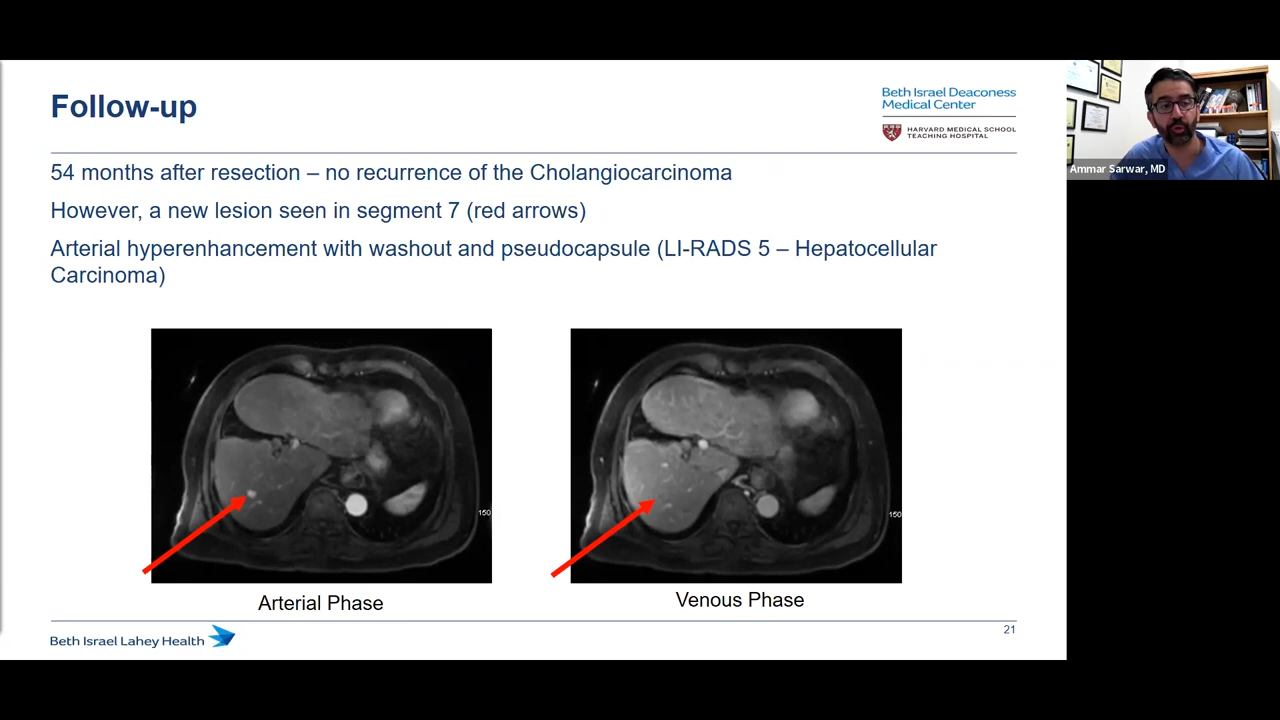 Follow-up
Beth Israel Deaconess
Medical Center
HARVARD MEDICAL SCHOOL
TEACHING HOSPITAL
54 months after resection – no recurrence of the Cholangiocarcinoma
However, a new lesion seen in segment 7 (red arrows)
Arterial hyperenhancement with washout and pseudocapsule (LI-RADS 5 – Hepatocellular
Carcinoma)
150
150
Arterial Phase
Venous Phase
Beth Israel Lahey Health
21
Ammar Sarwar, MD